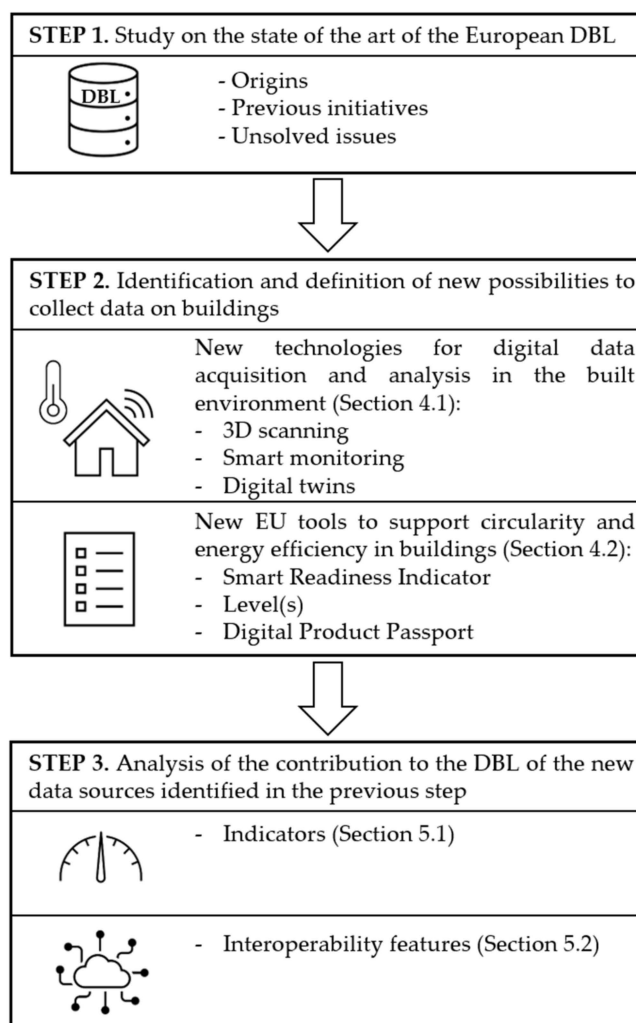 STEP 1. Study on the state of the art of the European DBL
DBL
- Origins
- Previous initiatives
- Unsolved issues
STEP 2. Identification and definition of new possibilities to
collect data on buildings
New technologies for digital data
acquisition and analysis in the built
environment (Section 4.1):
- 3D scanning
- Smart monitoring
- Digital twins
New EU tools to support circularity and
energy efficiency in buildings (Section 4.2):
- Smart Readiness Indicator
- Level(s)
- Digital Product Passport
STEP 3. Analysis of the contribution to the DBL of the new
data sources identified in the previous step
- Indicators (Section 5.1)
- Interoperability features (Section 5.2)